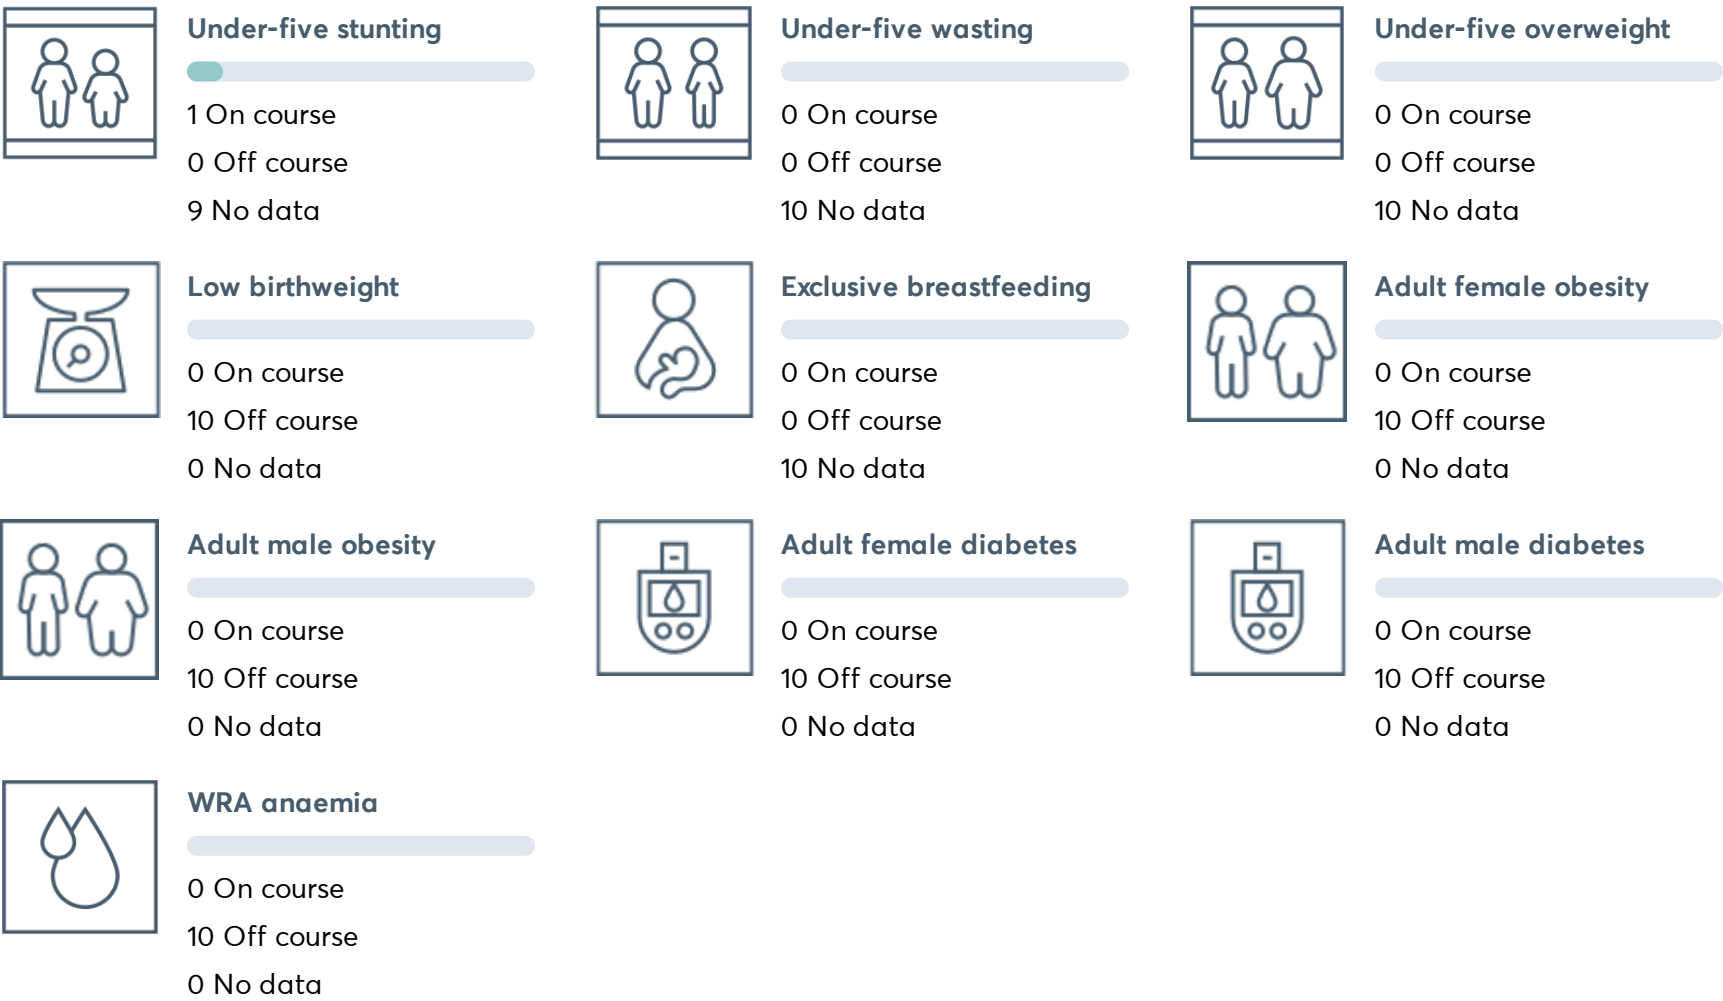 Under-five stunting
1 On course
0 Off course
9 No data
Under-five wasting
0 On course
0 Off course
10 No data
Under-five overweight
0 On course
0 Off course
10 No data
Low birthweight
0 On course
10 Off course
0 No data
Exclusive breastfeeding
0 On course
0 Off course
10 No data
Adult female obesity
0 On course
10 Off course
0 No data
Adult male obesity
0 On course
10 Off course
0 No data
Adult female diabetes
0 On course
10 Off course
0 No data
Adult male diabetes
0 On course
10 Off course
0 No data
WRA anaemia
0 On course
10 Off course
0 No data